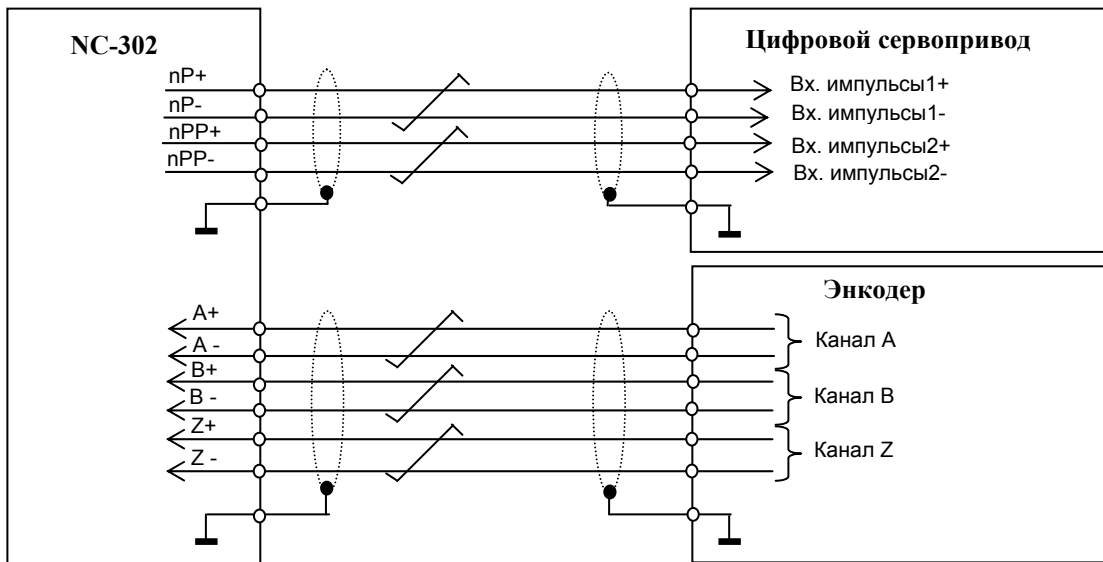 NC-302
Цифровой сервопривод
nP+
Вх. импульсы1+
nP-
Вх. импульсы1-
nPP+
Вх. импульсы2+
nPP-
Вх. импульсы2-
Энкодер
A+
Канал A
A -
B+
Канал B
B -
Z+
Канал Z
Z -